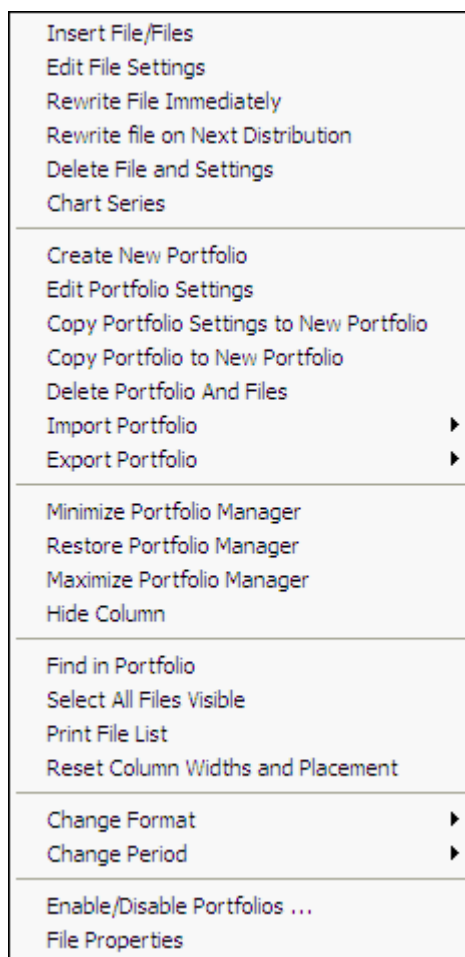 Insert File/Files
Edit File Settings
Rewrite File Immediately
Rewrite file on Next Distribution
Delete File and Settings
Chart Series
Create New Portfolio
Edit Portfolio Settings
Copy Portfolio Settings to New Portfolio
Copy Portfolio to New Portfolio
Delete Portfolio And Files
Import Portfolio
Export Portfolio
Minimize Portfolio Manager
Restore Portfolio Manager
Maximize Portfolio Manager
Hide Column
Find in Portfolio
Select All Files Visible
Print File List
Reset Column Widths and Placement
Change Format
Change Period
Enable/Disable Portfolios ...
File Properties